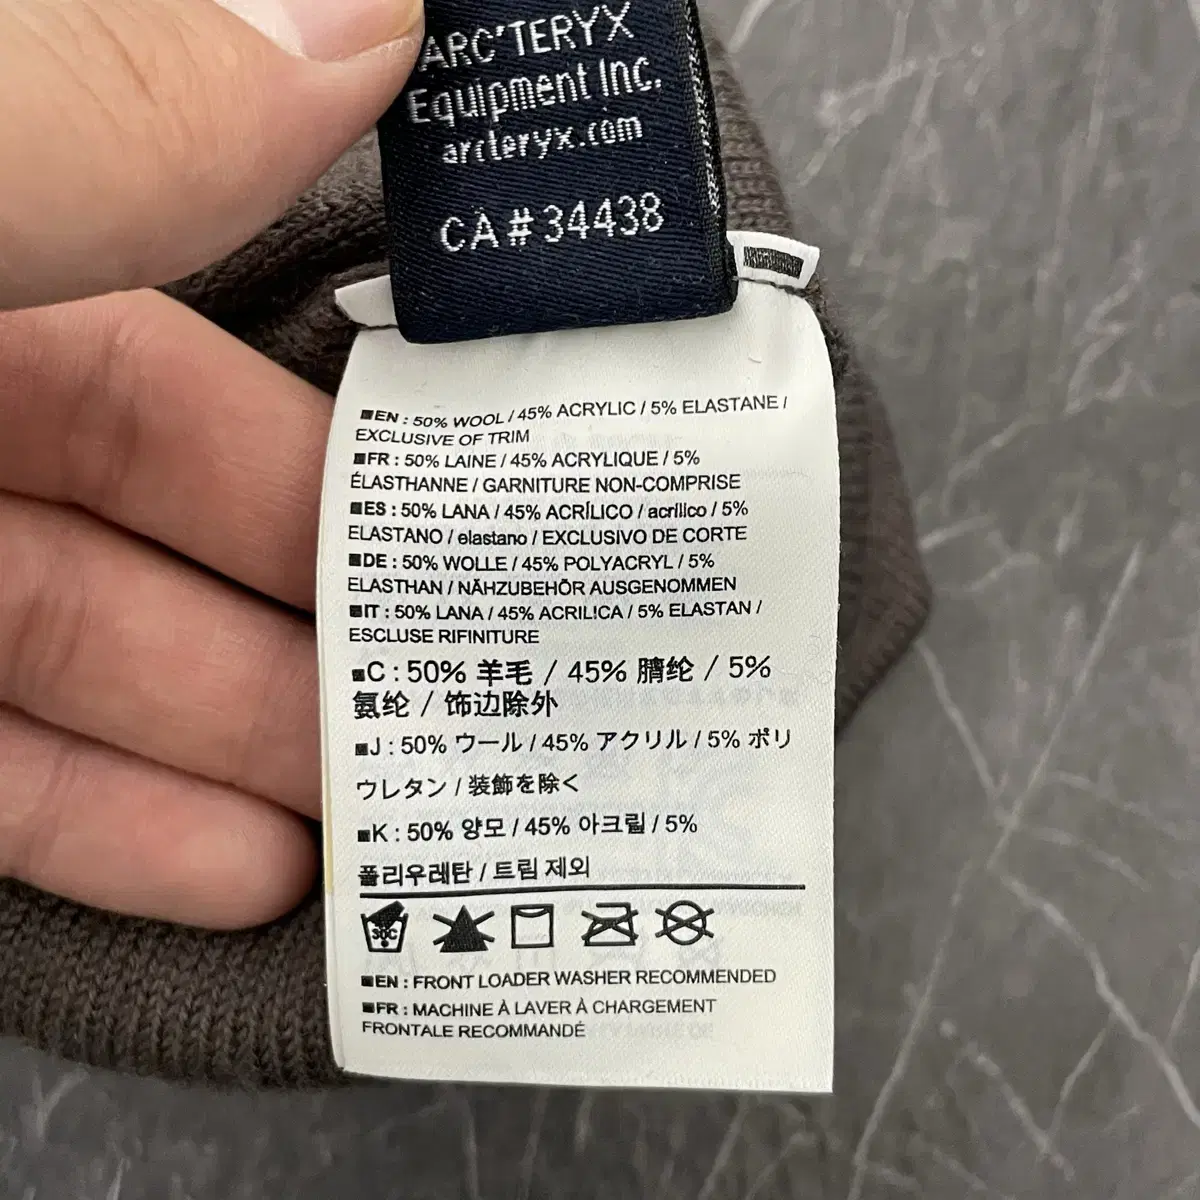 ARC'TERYX
Equipment Inc.
arcteryx.com
CA#34438
EN : 50% WOOL / 45% ACRYLIC / 5% ELASTANE /
EXCLUSIVE OF TRIM
FR : 50% LAINE / 45% ACRYLIQUE / 5%
ÉLASTHANNE / GARNITURE NON-COMPRISE
ES : 50% LANA / 45% ACRÍLICO / acrílico / 5%
ELASTANO / elastano / EXCLUSIVO DE CORTE
DE : 50% WOLLE / 45% POLYACRYL / 5%
ELASTHAN / NÄHZUBEHÖR AUSGENOMMEN
IT : 50% LANA / 45% ACRILICA / 5% ELASTAN /
ESCLUSE RIFINITURE
C : 50% 羊毛 / 45% 腈纶 / 5%
氨纶 / 饰边除外
J : 50% ウール / 45% アクリル / 5% ポリ
ウレタン / 装飾を除く
K : 50% 양모 / 45% 아크릴 / 5%
폴리우레탄 / 트림 제외
30C
EN : FRONT LOADER WASHER RECOMMENDED
FR : MACHINE À LAVER À CHARGEMENT
FRONTALE RECOMMANDÉ